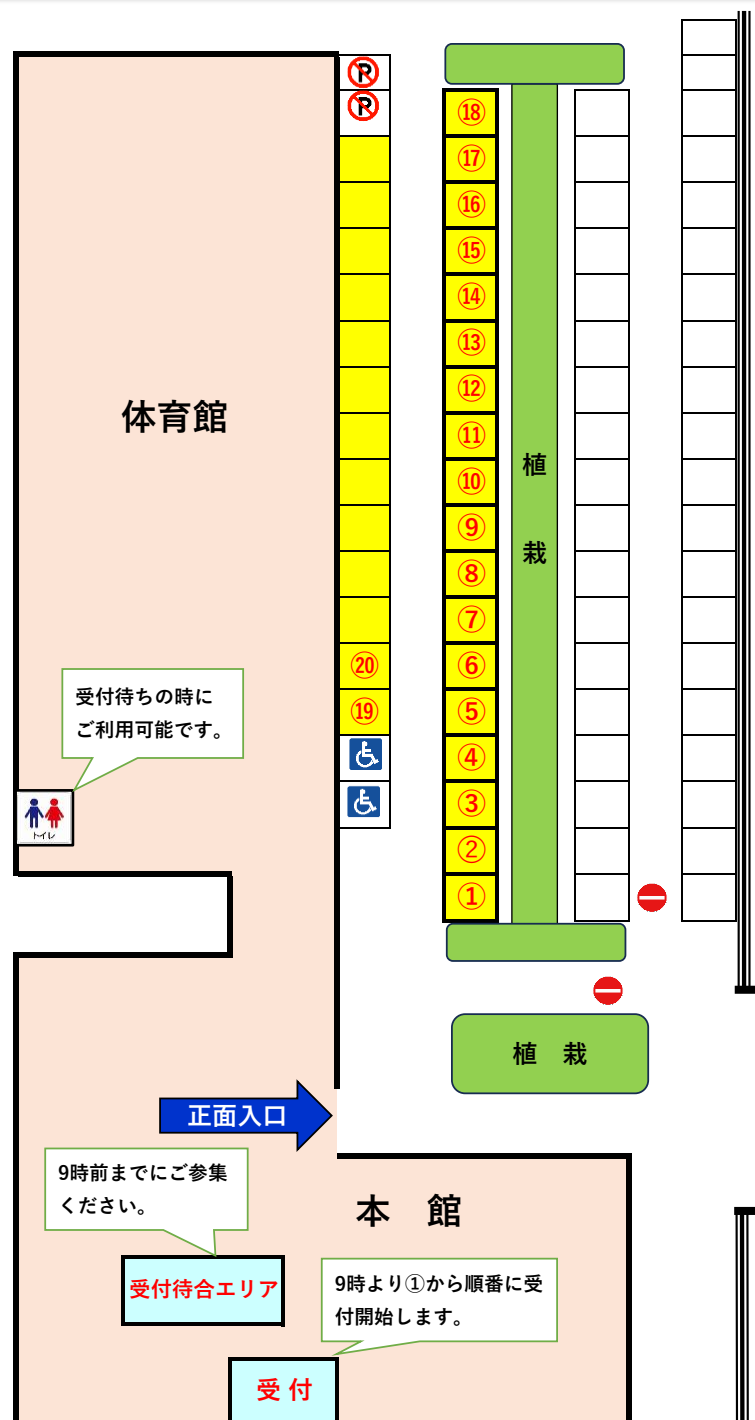 P
P
⑱
⑰
⑯
⑮
⑭
⑬
⑫
⑪
⑩
⑨
⑧
⑦
⑥
⑤
④
③
②
①
⑳
⑲
体育館
植
栽
受付待ちの時に
ご利用可能です。
トイレ
植　栽
正面入口
9時前までにご参集
ください。
本　館
受付待合エリア
9時より①から順番に受
付開始します。
受 付